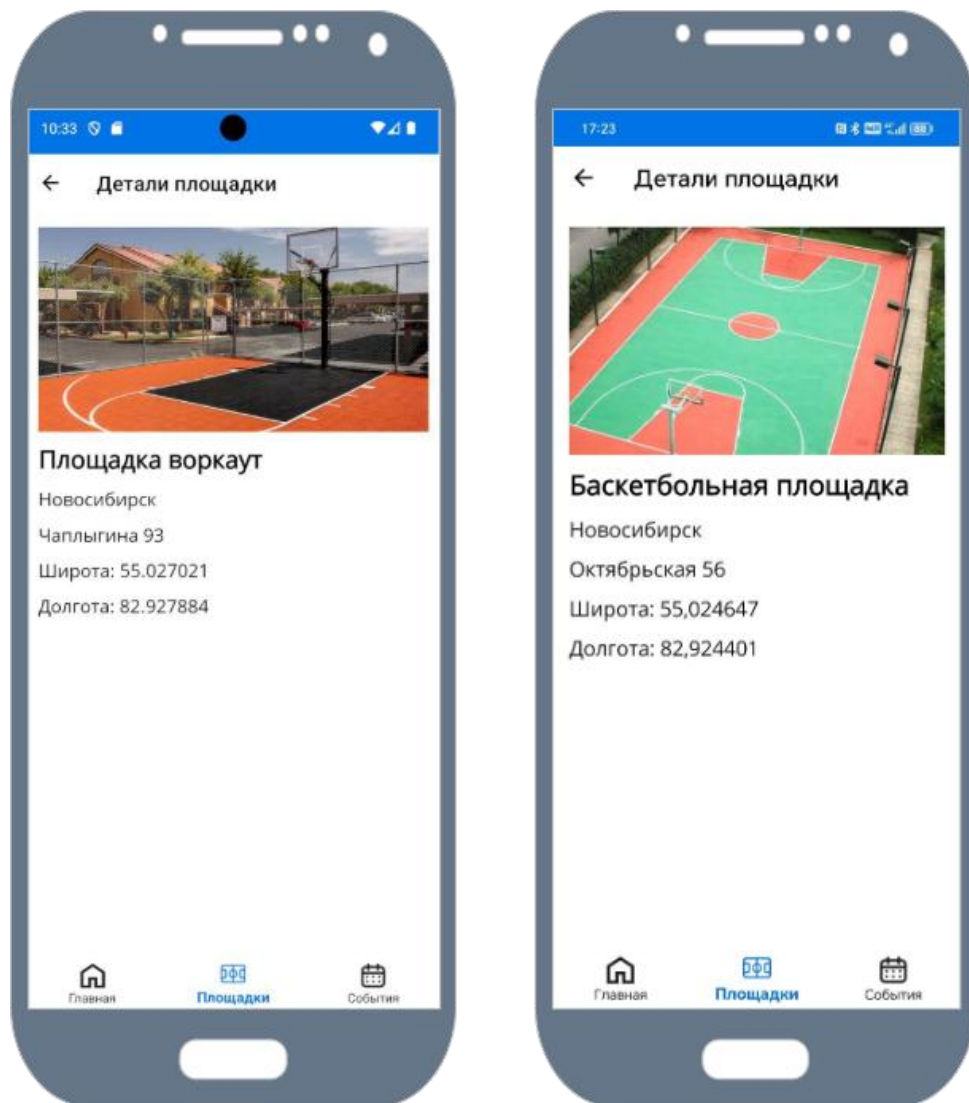 10:33
Детали площадки
Площадка воркаут
Новосибирск
Чаплыгина 93
Широта: 55.027021
Долгота: 82.927884
Главная
Площадки
События
17:23
88
Детали площадки
Баскетбольная площадка
Новосибирск
Октябрьская 56
Широта: 55,024647
Долгота: 82,924401
Главная
Площадки
События